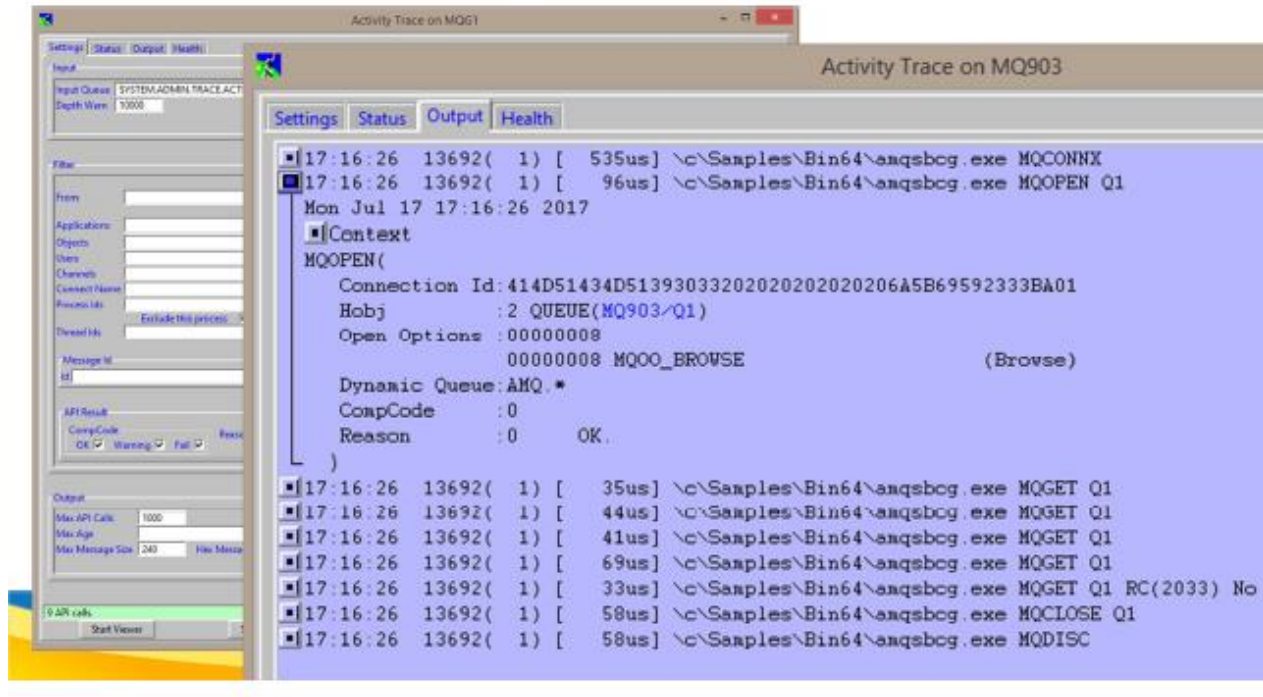 Activity Trace on MQG1
Settings Status Output Health
Input
Input Queue SYSTEM.ADMIN.TRACE.ACT
Depth Warn 10000
Filter
From
Applications
Objects
Users
Channels
Connect Name
Process Ids
Exclude this process
Thread Ids
Message Id
Id
API Result
CompCode
OK Warning Fail
Output
Max API Calls 1000
Max Age
Max Message Size 240 Hex Messa
9 API calls
Start Viewer
Activity Trace on MQ903
Settings Status Output Health
17:16:26 13692( 1) [ 535us] \c\Samples\Bin64\amqsbcg.exe MQCONNX
17:16:26 13692( 1) [ 96us] \c\Samples\Bin64\amqsbcg.exe MQOPEN Q1
Mon Jul 17 17:16:26 2017
Context
MQOPEN(
Connection Id:414D51434D5139303320202020202020206A5B69592333BA01
Hobj :2 QUEUE(MQ903/Q1)
Open Options :00000008
00000008 MQOO_BROWSE (Browse)
Dynamic Queue:AMQ.*
CompCode :0
Reason :0 OK.
)
17:16:26 13692( 1) [ 35us] \c\Samples\Bin64\amqsbcg.exe MQGET Q1
17:16:26 13692( 1) [ 44us] \c\Samples\Bin64\amqsbcg.exe MQGET Q1
17:16:26 13692( 1) [ 41us] \c\Samples\Bin64\amqsbcg.exe MQGET Q1
17:16:26 13692( 1) [ 69us] \c\Samples\Bin64\amqsbcg.exe MQGET Q1
17:16:26 13692( 1) [ 33us] \c\Samples\Bin64\amqsbcg.exe MQGET Q1 RC(2033) No
17:16:26 13692( 1) [ 58us] \c\Samples\Bin64\amqsbcg.exe MQCLOSE Q1
17:16:26 13692( 1) [ 58us] \c\Samples\Bin64\amqsbcg.exe MQDISC